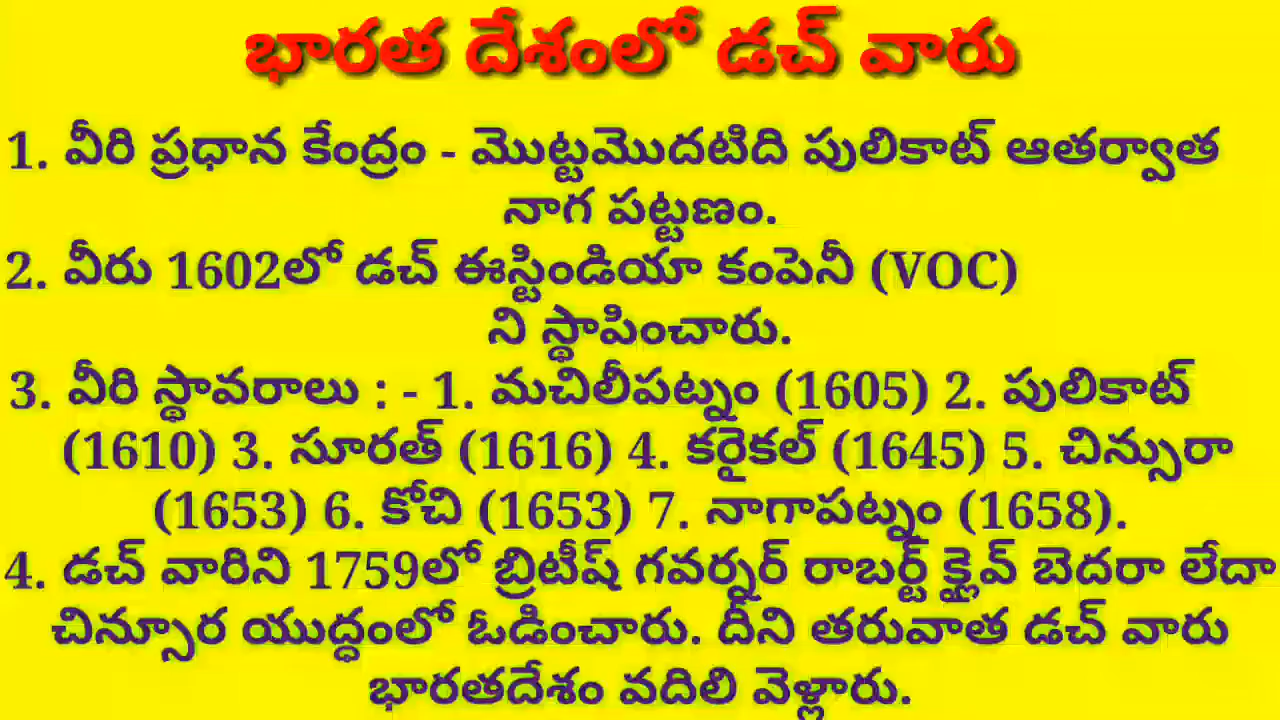 భారత దేశంలో డచ్ వారు
1. వీరి ప్రధాన కేంద్రం - మొట్టమొదటిది పులికాట్ ఆతర్వాత
నాగ పట్టణం.
2. వీరు 1602లో డచ్ ఈస్టిండియా కంపెనీ (VOC)
ని స్థాపించారు.
3. వీరి స్థావరాలు : - 1. మచిలీపట్నం (1605) 2. పులికాట్
(1610) 3. సూరత్ (1616) 4. కరైకల్ (1645) 5. చిన్సురా
(1653) 6. కోచి (1653) 7. నాగాపట్నం (1658).
4. డచ్ వారిని 1759లో బ్రిటీష్ గవర్నర్ రాబర్ట్ క్లైవ్ బెదరా లేదా
చిన్సూర యుద్ధంలో ఓడించారు. దీని తరువాత డచ్ వారు
భారతదేశం వదిలి వెళ్లారు.